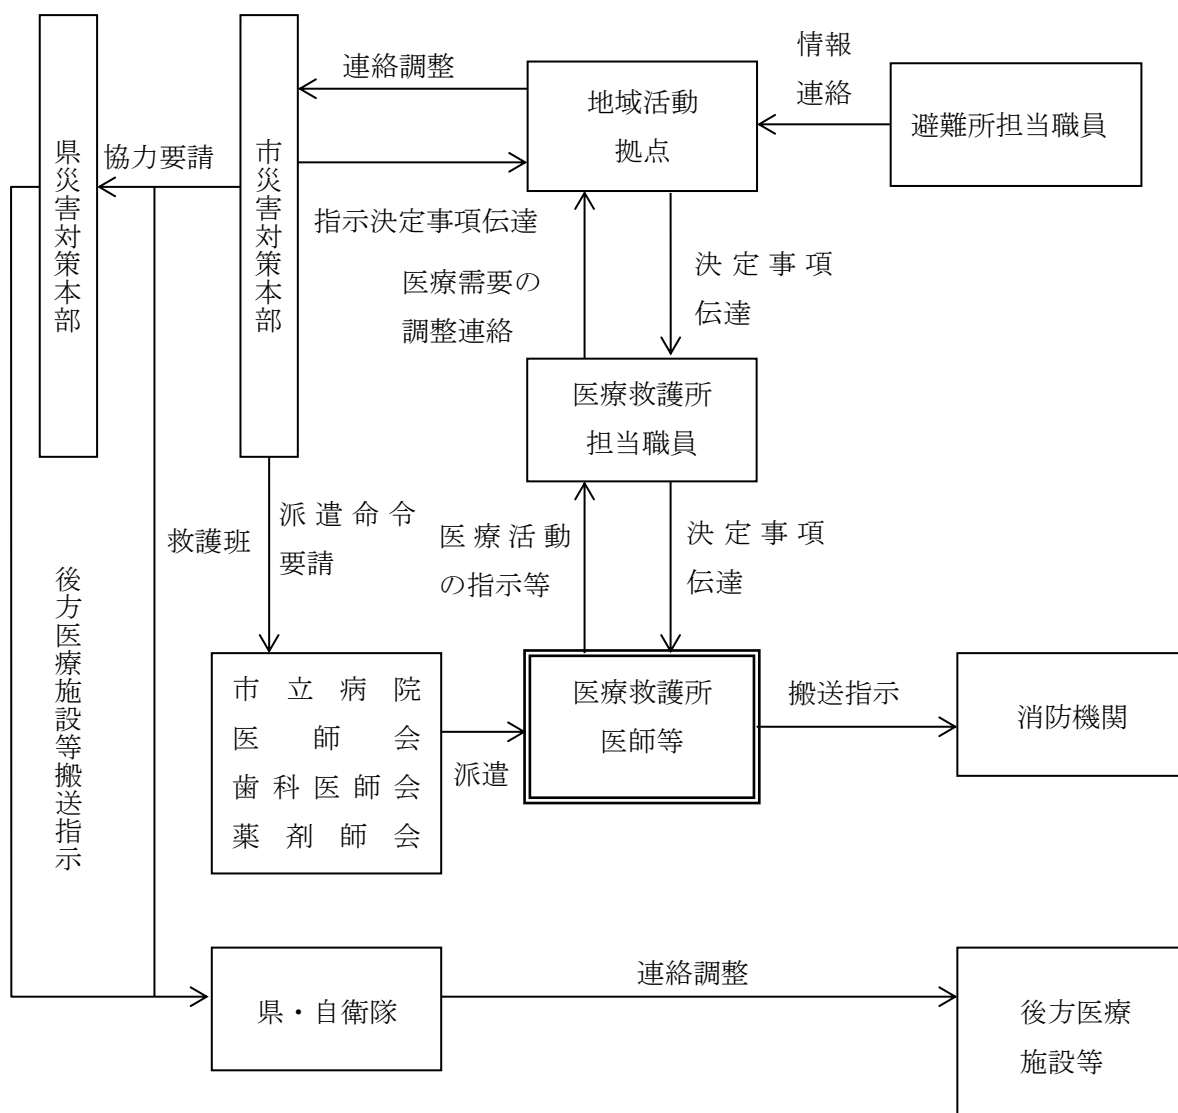 県災害対策本部
協力要請
市災害対策本部
連絡調整
地域活動
拠点
情報
連絡
避難所担当職員
指示決定事項伝達
医療需要の
調整連絡
決定事項
伝達
医療救護所
担当職員
後方医療施設等搬送指示
救護班
派遣命令
要請
医療活動
の指示等
決定事項
伝達
市立病院
医師会
歯科医師会
薬剤師会
派遣
医療救護所
医師等
搬送指示
消防機関
県・自衛隊
連絡調整
後方医療
施設等